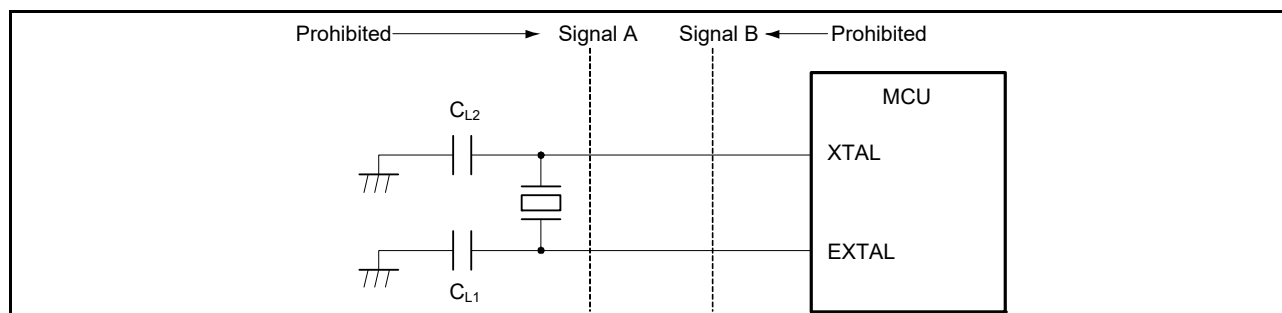 Prohibited Signal A Signal B Prohibited
MCU
CL2
XTAL
EXTAL
CL1